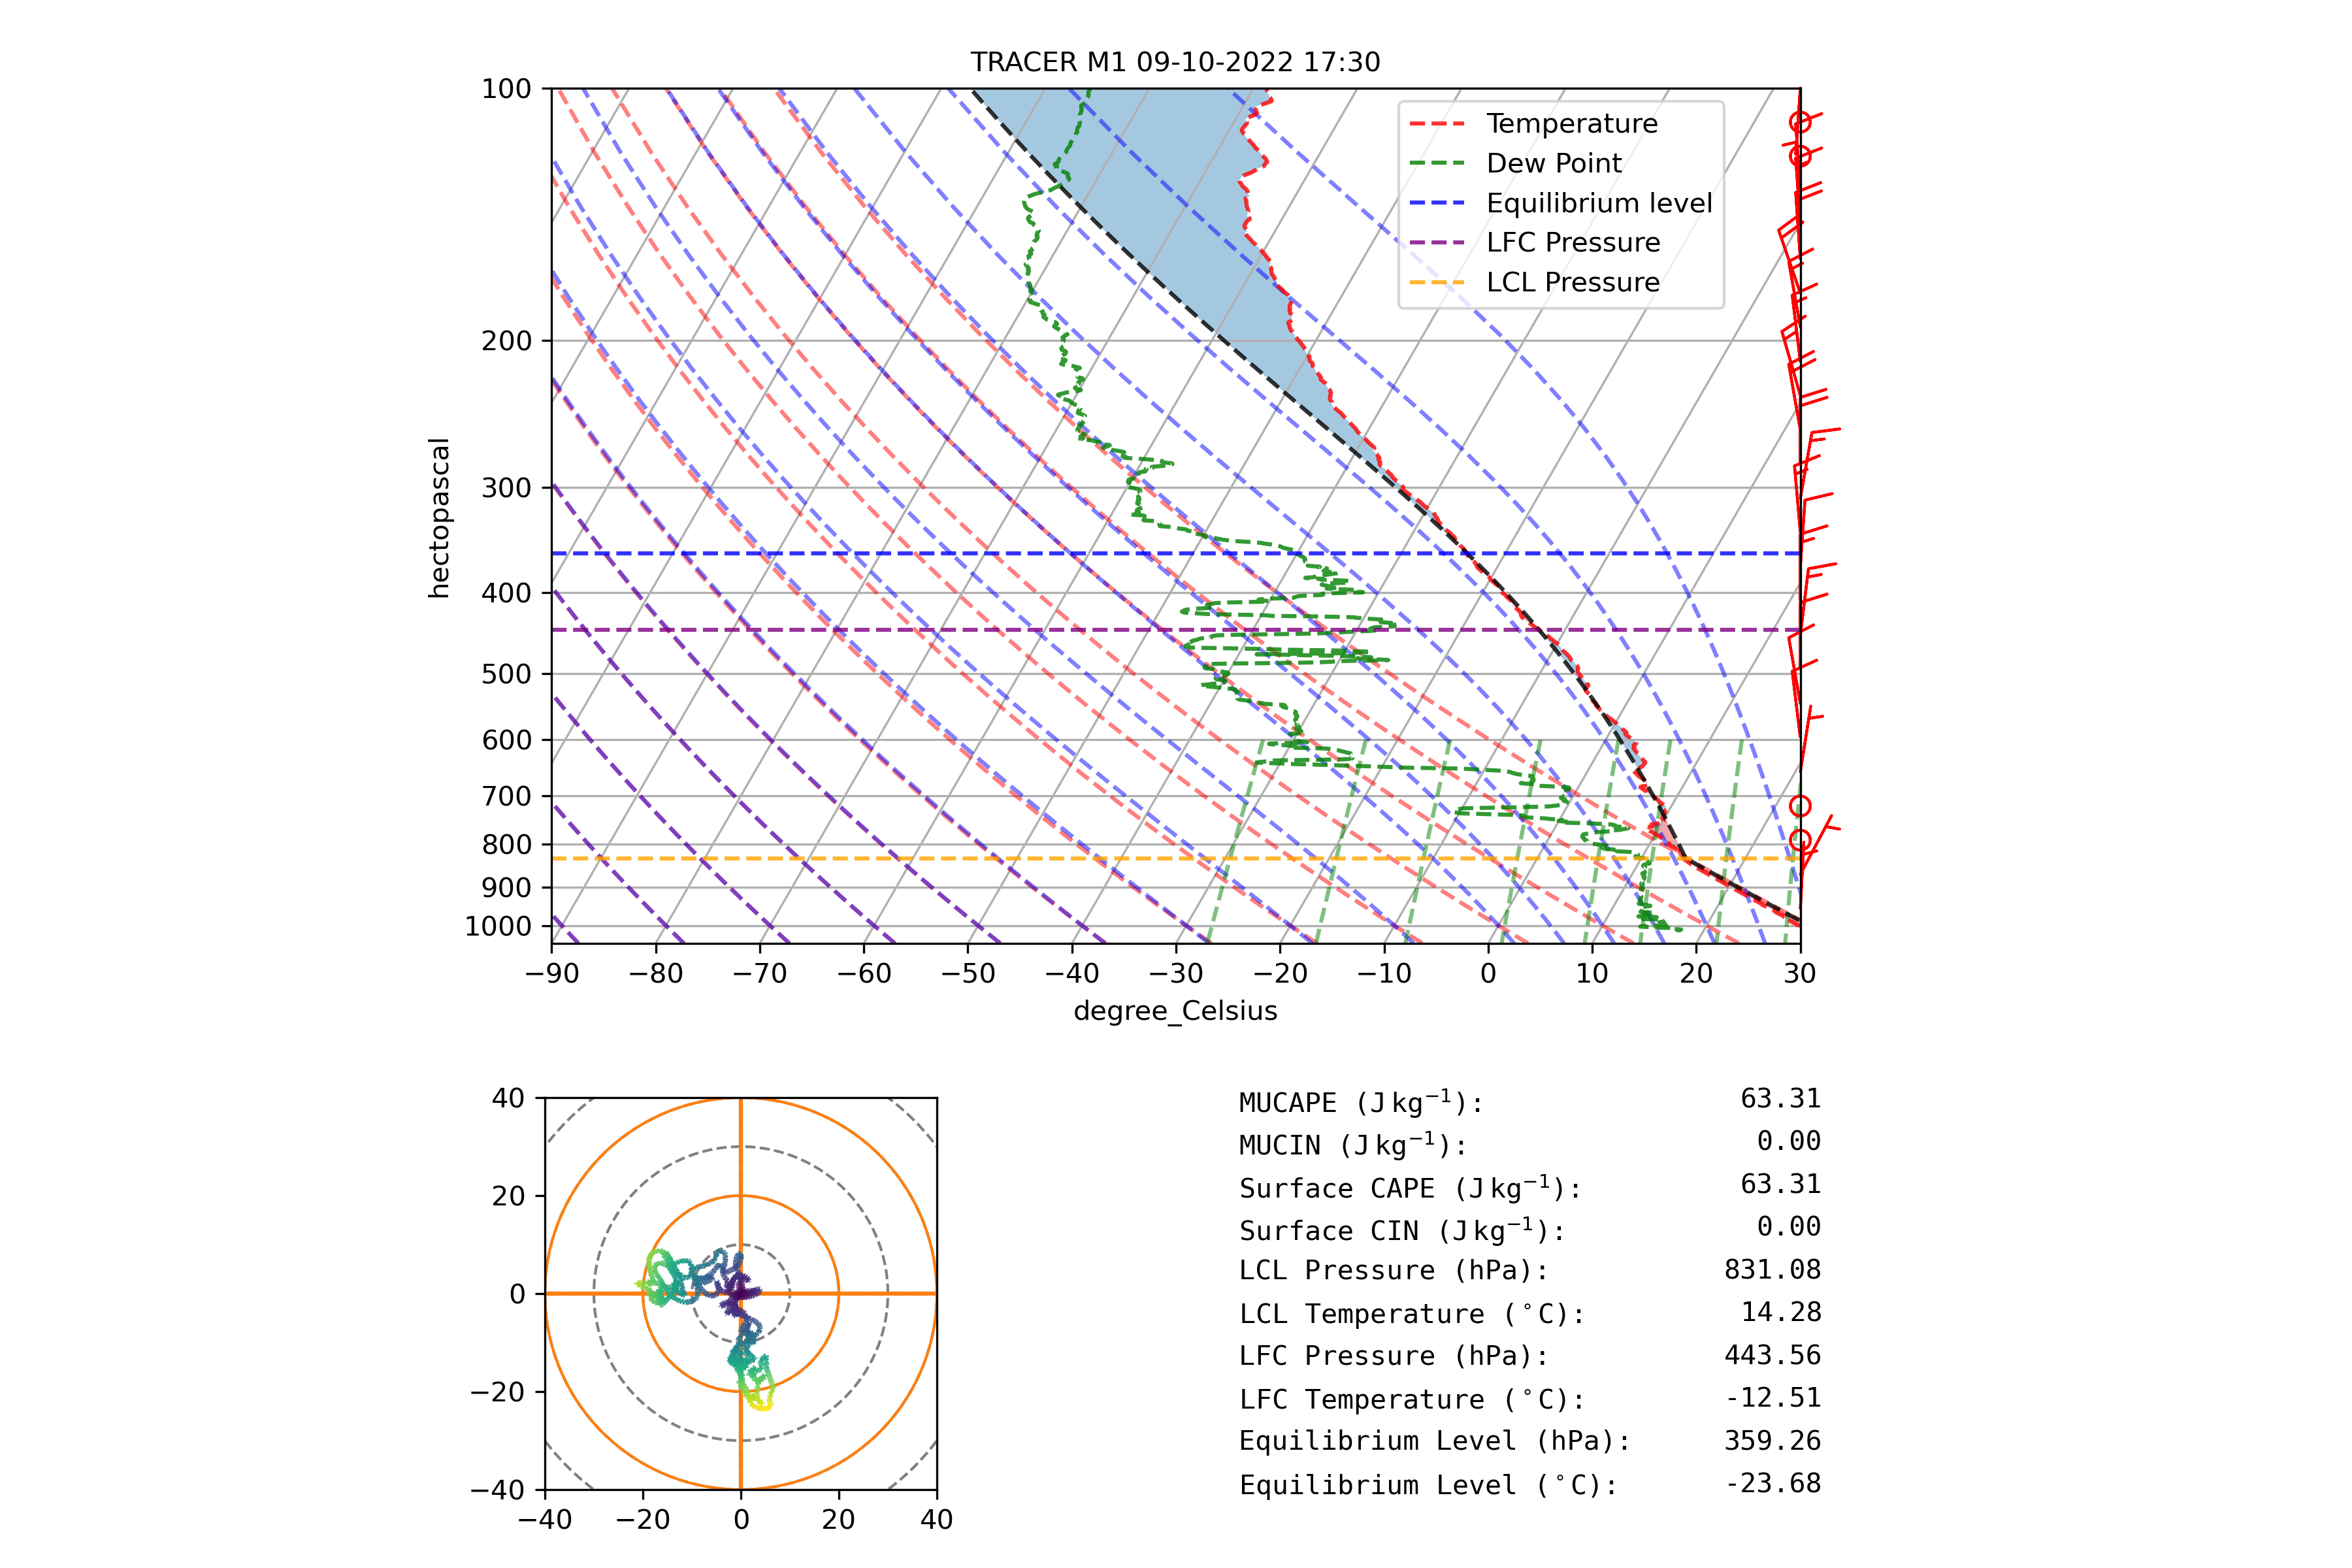 TRACER M1 09-10-2022 17:30
100
200
300
400
500
600
700
800
900
1000
hectopascal
Temperature
Dew Point
Equilibrium level
LFC Pressure
LCL Pressure
−90 −80 −70 −60 −50 −40 −30 −20 −10 0 10 20 30
degree_Celsius
40
20
0
−20
−40
−40 −20 0 20 40
MUCAPE (J kg⁻¹): 63.31
MUCIN (J kg⁻¹): 0.00
Surface CAPE (J kg⁻¹): 63.31
Surface CIN (J kg⁻¹): 0.00
LCL Pressure (hPa): 831.08
LCL Temperature (°C): 14.28
LFC Pressure (hPa): 443.56
LFC Temperature (°C): -12.51
Equilibrium Level (hPa): 359.26
Equilibrium Level (°C): -23.68